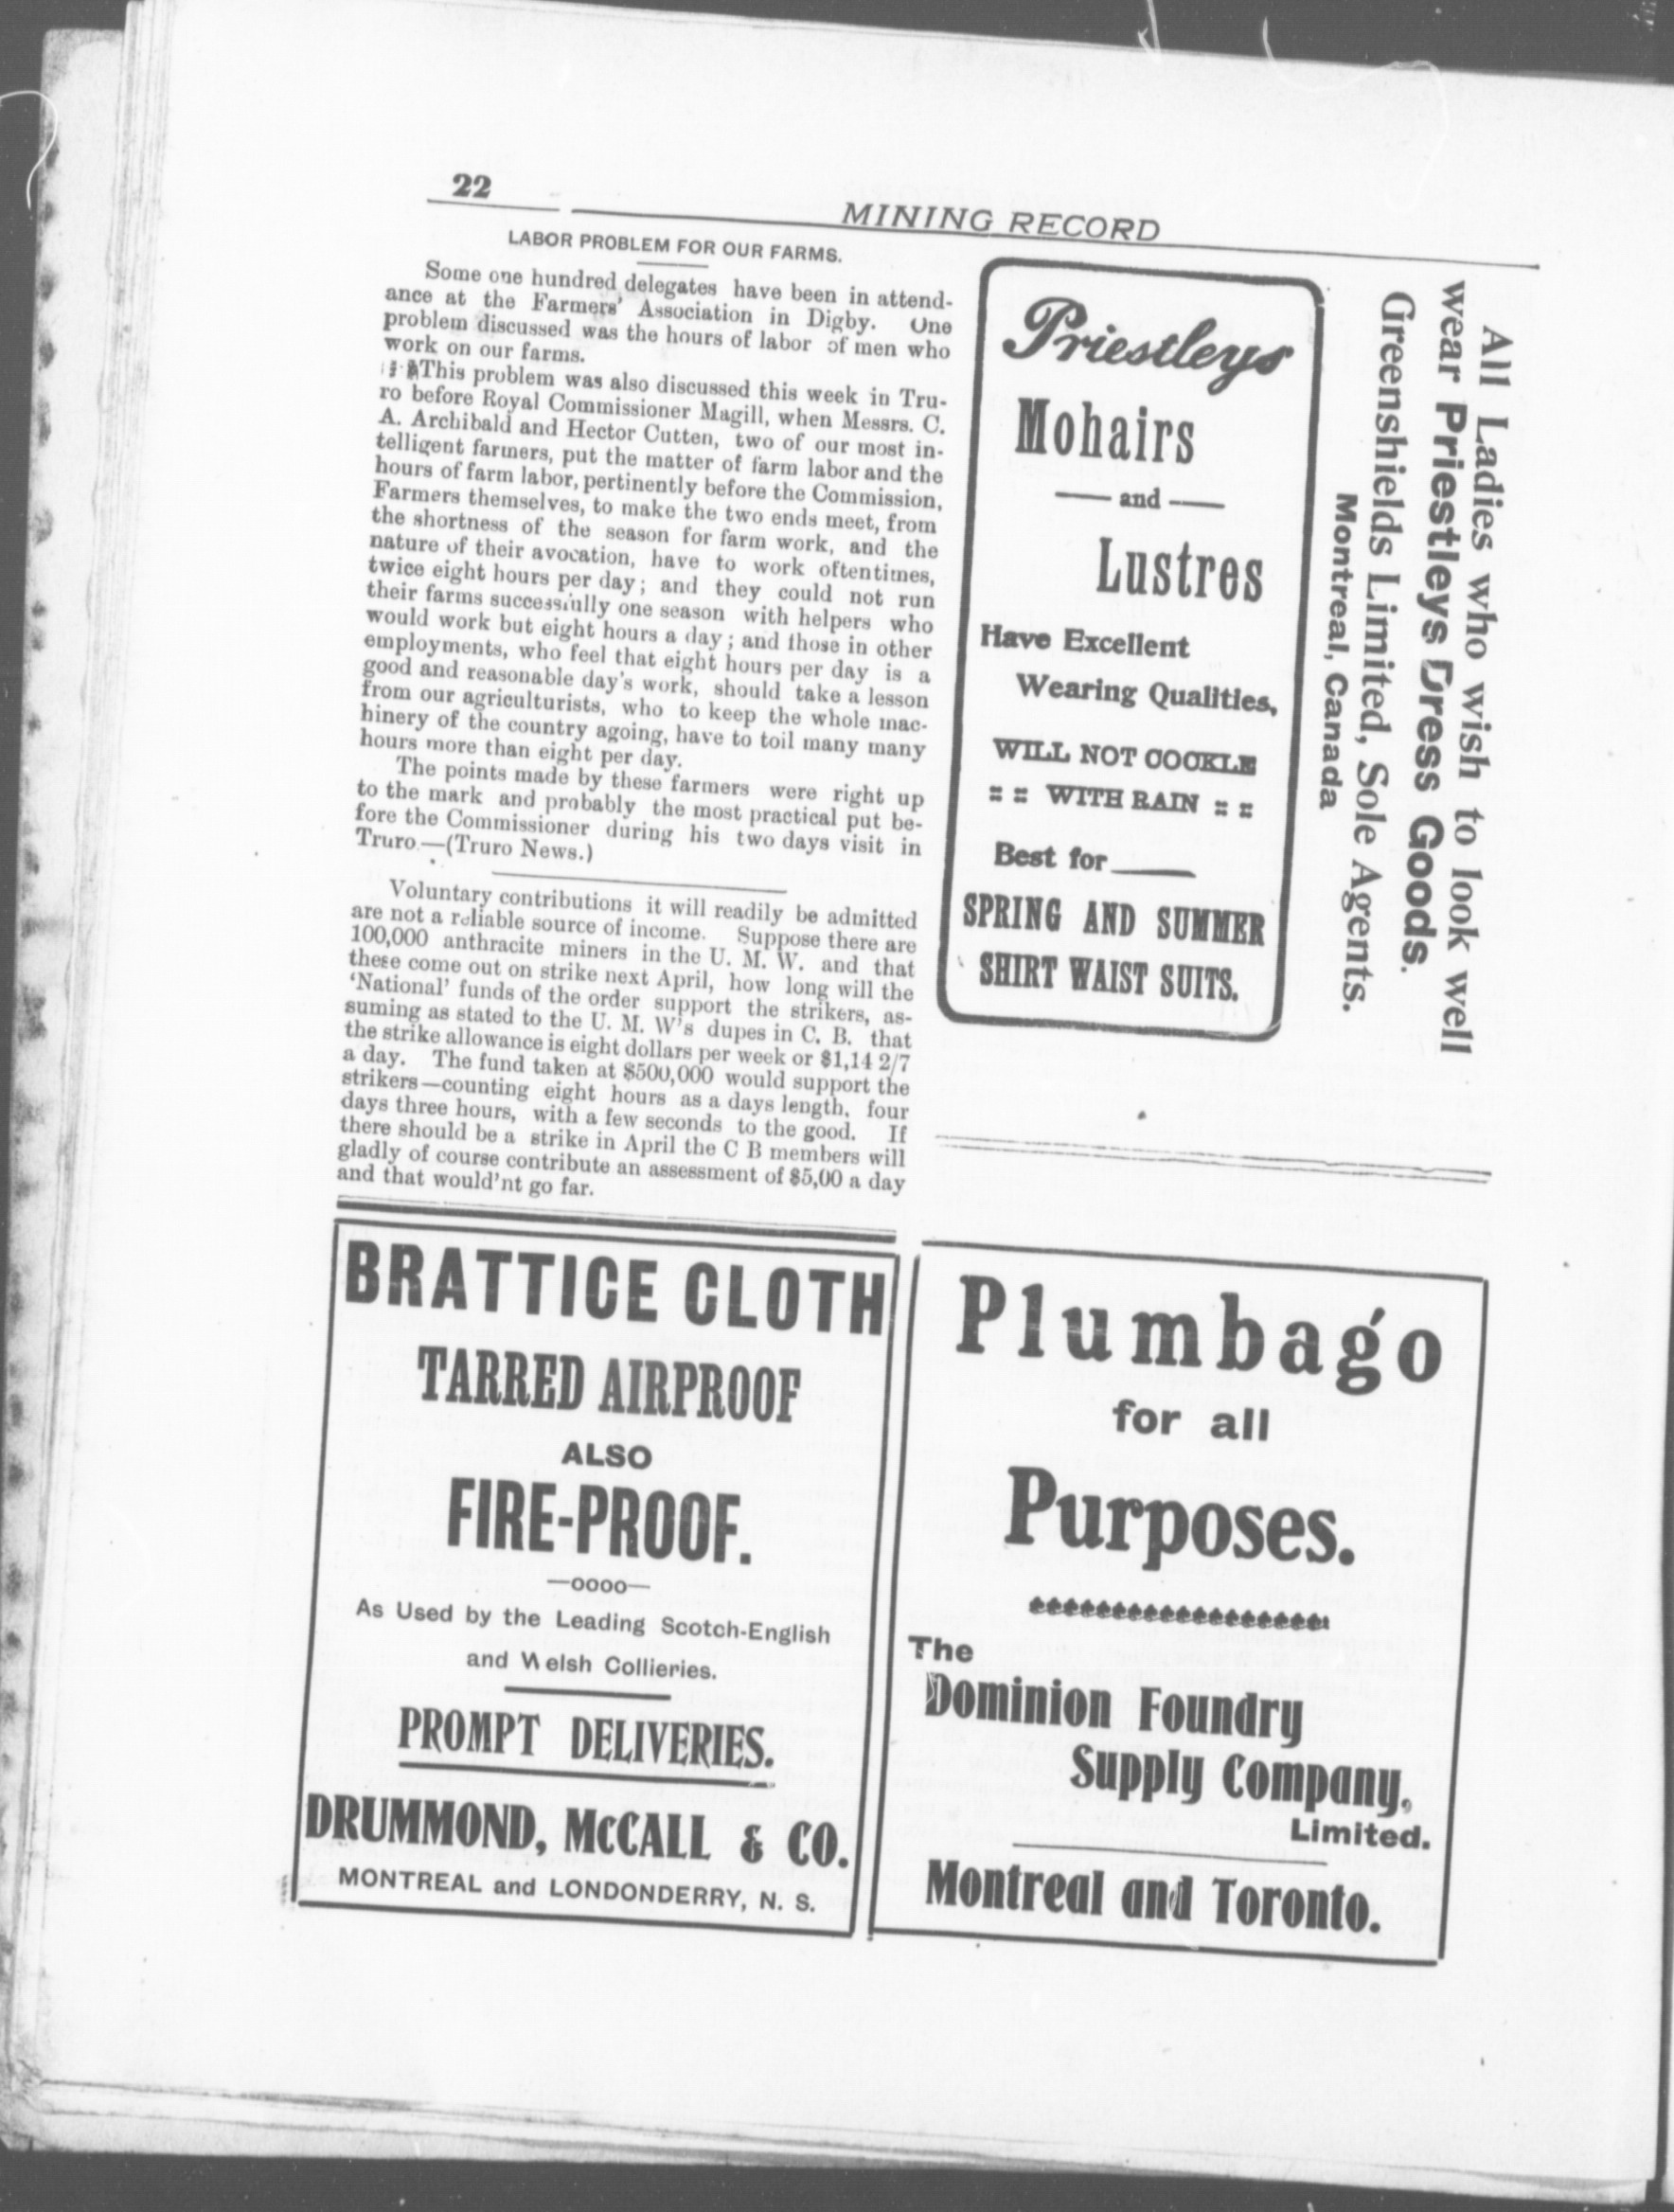 22
MINING RECORD
LABOR PROBLEM FOR OUR FARMS.
Some one hundred delegates have been in attend-
ance at the Farmers' Association in Digby. One
problem discussed was the hours of labor of men who
work on our farms.
This problem was also discussed this week in Tru-
ro before Royal Commissioner Magill, when Messrs. C.
A. Archibald and Hector Cutten, two of our most in-
telligent farmers, put the matter of farm labor and the
hours of farm labor, pertinently before the Commission,
Farmers themselves, to make the two ends meet, from
the shortness of the season for farm work, and the
nature of their avocation, have to work oftentimes,
twice eight hours per day; and they could not run
their farms successfully one season with helpers who
would work but eight hours a day; and those in other
employments, who feel that eight hours per day is a
good and reasonable day's work, should take a lesson
from our agriculturists, who to keep the whole mac-
hinery of the country agoing, have to toil many many
hours more than eight per day.
The points made by these farmers were right up
to the mark and probably the most practical put be-
fore the Commissioner during his two days visit in
Truro.—(Truro News.)
Voluntary contributions it will readily be admitted
are not a reliable source of income. Suppose there are
100,000 anthracite miners in the U. M. W. and that
these come out on strike next April, how long will the
'National' funds of the order support the strikers, as-
suming as stated to the U. M. W's dupes in C. B. that
the strike allowance is eight dollars per week or $1,14 2/7
a day. The fund taken at $500,000 would support the
strikers—counting eight hours as a days length, four
days three hours, with a few seconds to the good. If
there should be a strike in April the C B members will
gladly of course contribute an assessment of $5,00 a day
and that would'nt go far.
Priestleys
Mohairs
— and —
Lustres
Have Excellent
Wearing Qualities,
WILL NOT COCKLE
:: :: WITH RAIN :: ::
Best for
SPRING AND SUMMER
SHIRT WAIST SUITS.
All Ladies who wish to look well
wear Priestleys Dress Goods.
Greenshields Limited, Sole Agents.
Montreal, Canada
BRATTICE CLOTH
TARRED AIRPROOF
ALSO
FIRE-PROOF.
—oooo—
As Used by the Leading Scotch-English
and Welsh Collieries.
PROMPT DELIVERIES.
DRUMMOND, McCALL & CO.
MONTREAL and LONDONDERRY, N. S.
Plumbago
for all
Purposes.
The
Dominion Foundry
Supply Company,
Limited.
Montreal and Toronto.